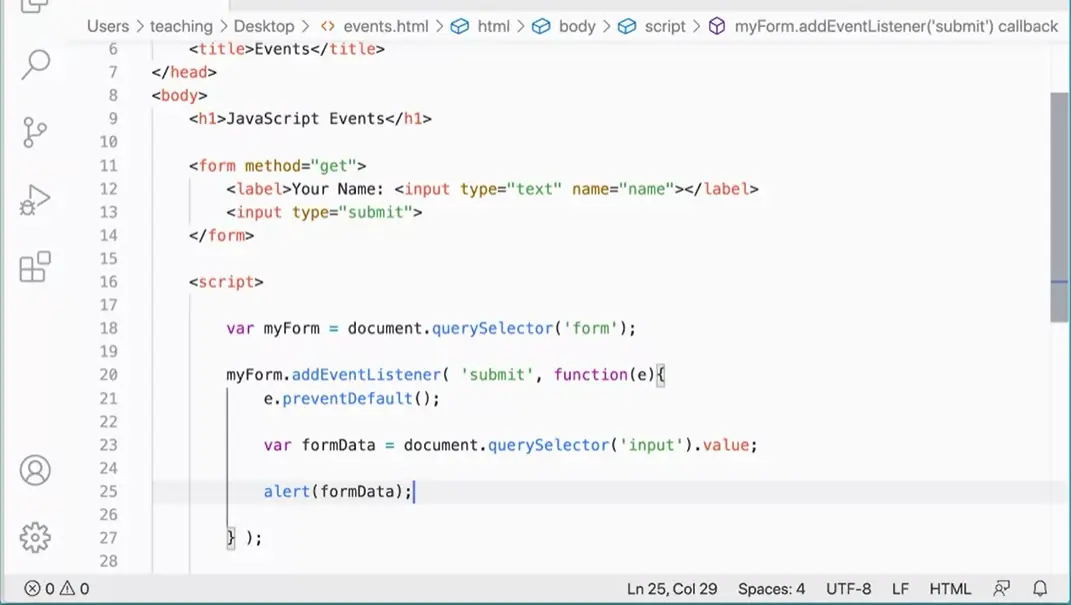 Users > teaching > Desktop > <> events.html > html > body > script > myForm.addEventListener('submit') callback
6 <title>Events</title>
7 </head>
8 <body>
9 <h1>JavaScript Events</h1>
10
11 <form method="get">
12 <label>Your Name: <input type="text" name="name"></label>
13 <input type="submit">
14 </form>
15
16 <script>
17
18 var myForm = document.querySelector('form');
19
20 myForm.addEventListener( 'submit', function(e){
21 e.preventDefault();
22
23 var formData = document.querySelector('input').value;
24
25 alert(formData);
26
27 } );
28
0 0 Ln 25, Col 29 Spaces: 4 UTF-8 LF HTML